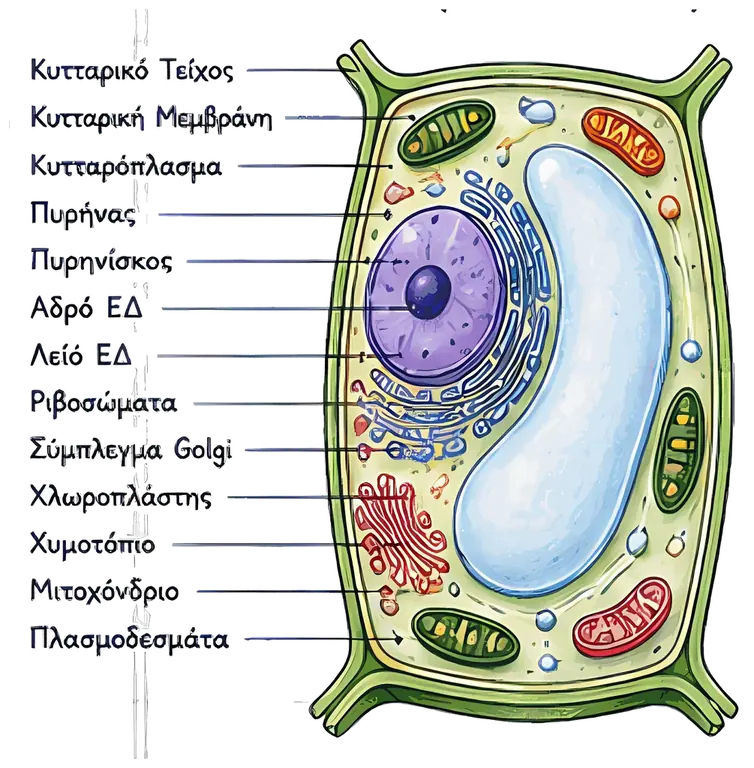 Κυτταρικό Τείχος
Κυτταρική Μεμβράνη
Κυτταρόπλασμα
Πυρήνας
Πυρηνίσκος
Αδρό ΕΔ
Λείό ΕΔ
Ριβοσώματα
Σύμπλεγμα Golgi
Χλωροπλάστης
Χυμοτόπιο
Μιτοχόνδριο
Πλασμοδεσμάτα